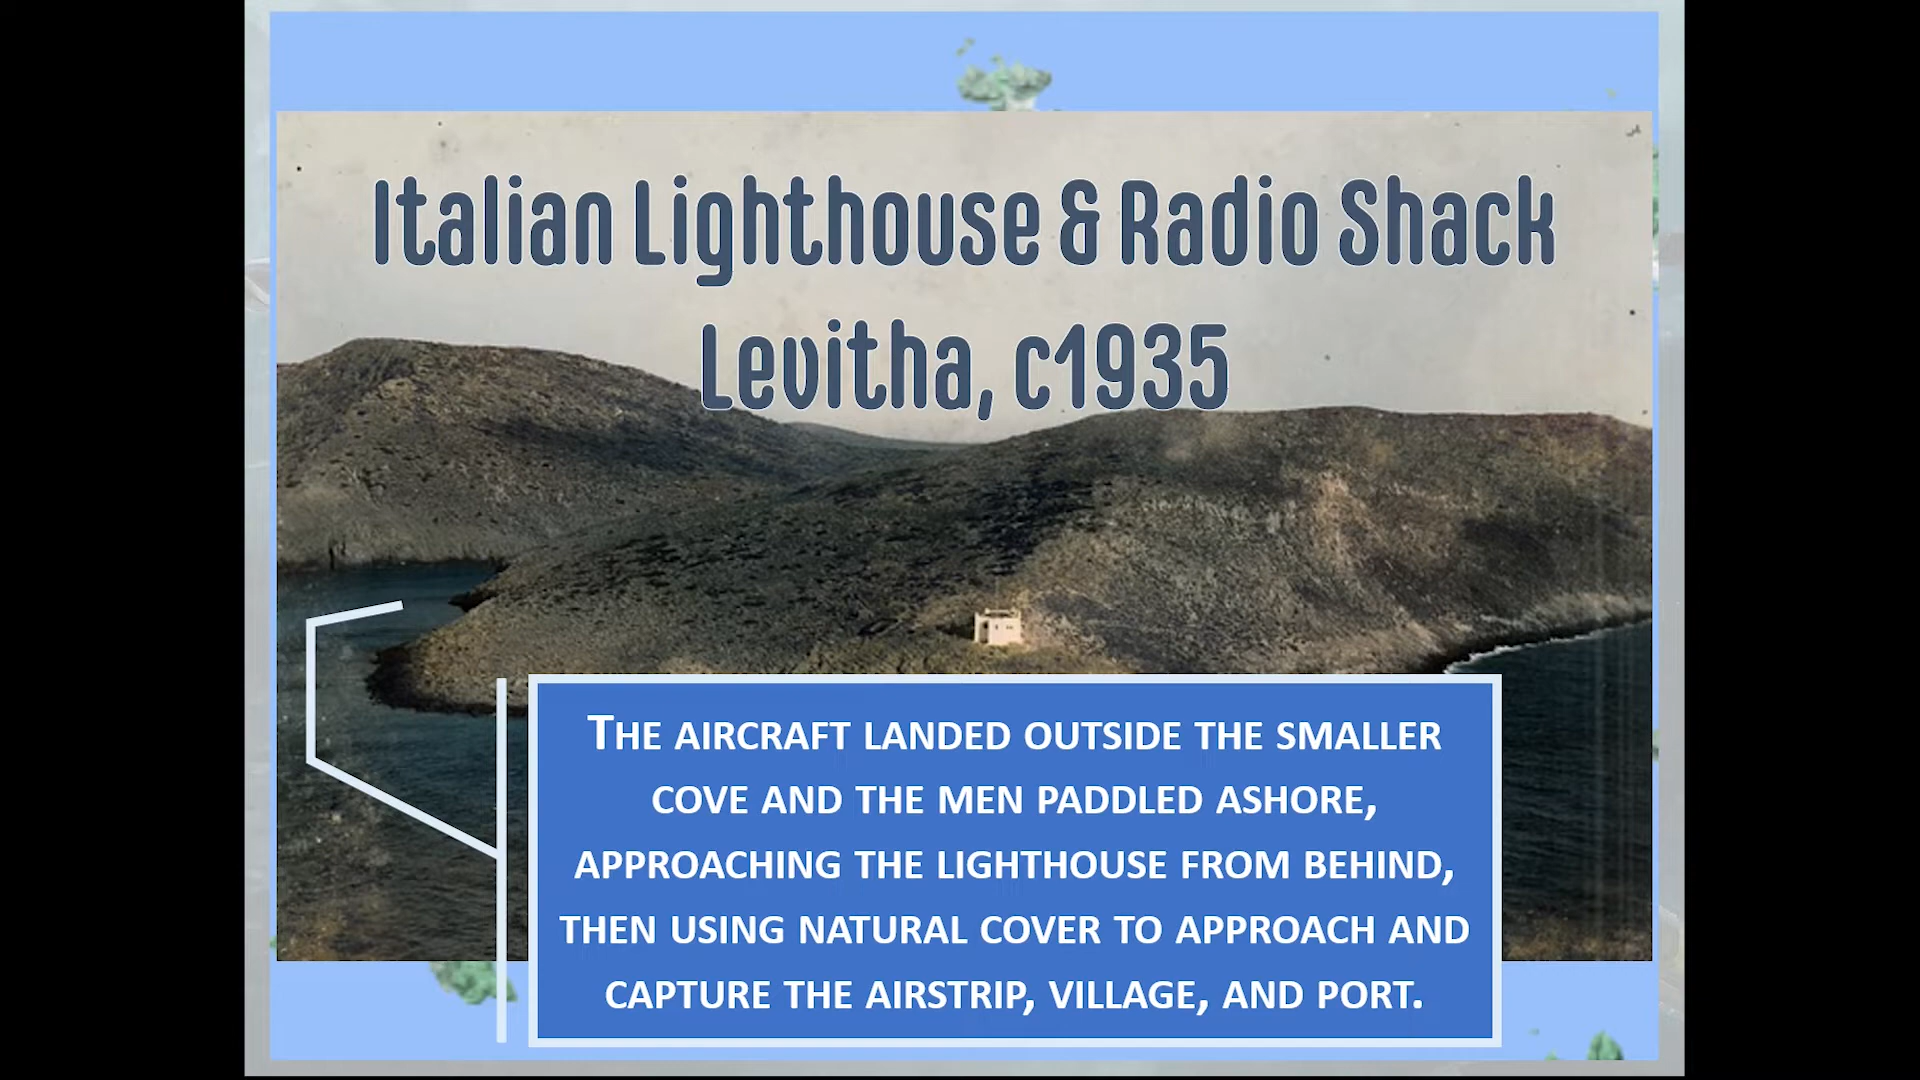 Italian Lighthouse & Radio Shack
Levitha, c1935
The aircraft landed outside the smaller
cove and the men paddled ashore,
approaching the lighthouse from behind,
then using natural cover to approach and
capture the airstrip, village, and port.